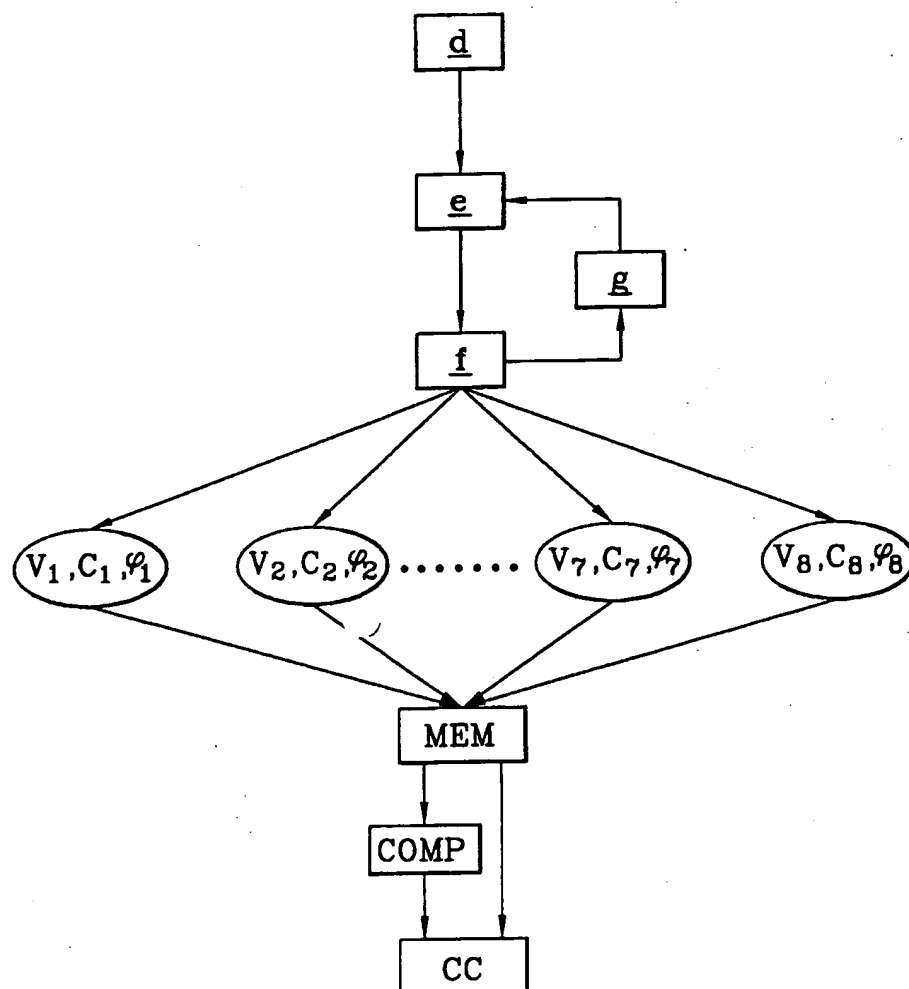 d
e
g
f
V₁,C₁,φ₁
V₂,C₂,φ₂ ....... V₇,C₇,φ₇
V₈,C₈,φ₈
MEM
COMP
CC